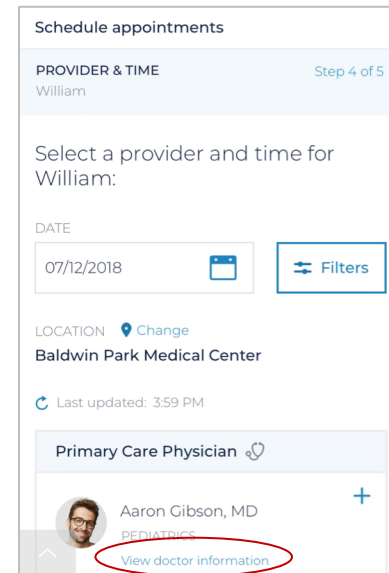 Schedule appointments
PROVIDER & TIME Step 4 of 5
William
Select a provider and time for
William:
DATE
07/12/2018 Filters
LOCATION Change
Baldwin Park Medical Center
Last updated: 3:59 PM
Primary Care Physician
Aaron Gibson, MD
PEDIATRICS
View doctor information